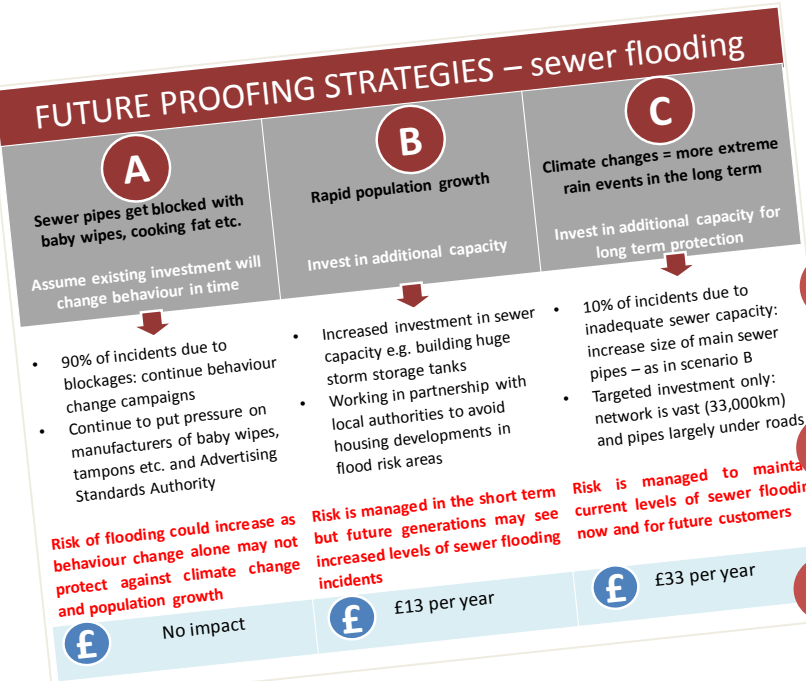 FUTURE PROOFING STRATEGIES – sewer flooding
A
Sewer pipes get blocked with
baby wipes, cooking fat etc.
Assume existing investment will
change behaviour in time
• 90% of incidents due to
blockages: continue behaviour
change campaigns
• Continue to put pressure on
manufacturers of baby wipes,
tampons etc. and Advertising
Standards Authority
Risk of flooding could increase as
behaviour change alone may not
protect against climate change
and population growth
£ No impact
B
Rapid population growth
Invest in additional capacity
• Increased investment in sewer
capacity e.g. building huge
storm storage tanks
• Working in partnership with
local authorities to avoid
housing developments in
flood risk areas
Risk is managed in the short term
but future generations may see
increased levels of sewer flooding
incidents
£ £13 per year
C
Climate changes = more extreme
rain events in the long term
Invest in additional capacity for
long term protection
• 10% of incidents due to
inadequate sewer capacity:
increase size of main sewer
pipes – as in scenario B
• Targeted investment only:
network is vast (33,000km)
and pipes largely under roads
Risk is managed to mainta
current levels of sewer floodin
now and for future customers
£ £33 per year